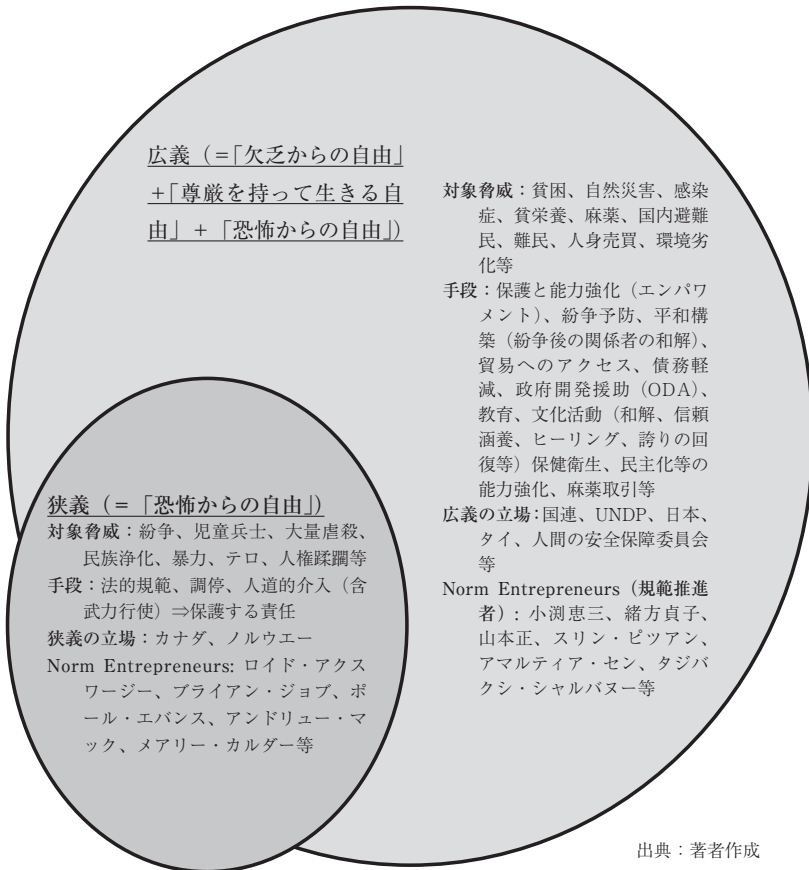 広義(=「欠乏からの自由」
+「尊厳を持って生きる自
由」+「恐怖からの自由」)
対象脅威:貧困、自然災害、感染
症、貧栄養、麻薬、国内避難
民、難民、人身売買、環境劣
化等
手段:保護と能力強化(エンパワ
メント)、紛争予防、平和構
築(紛争後の関係者の和解)、
貿易へのアクセス、債務軽
減、政府開発援助(ODA)、
教育、文化活動(和解、信頼
涵養、ヒーリング、誇りの回
復等)保健衛生、民主化等の
能力強化、麻薬取引等
広義の立場:国連、UNDP、日本、
タイ、人間の安全保障委員会
等
Norm Entrepreneurs(規範推進
者):小渕恵三、緒方貞子、
山本正、スリン・ピツアン、
アマルティア・セン、タジバ
クシ・シャルバヌー等
狭義(=「恐怖からの自由」)
対象脅威:紛争、児童兵士、大量虐殺、
民族浄化、暴力、テロ、人権蹂躙等
手段:法的規範、調停、人道的介入(含
武力行使)⇒保護する責任
狭義の立場:カナダ、ノルウエー
Norm Entrepreneurs: ロイド・アクス
ワージー、ブライアン・ジョブ、ポ
ール・エバンス、アンドリュー・マ
ック、メアリー・カルダー等
出典:著者作成